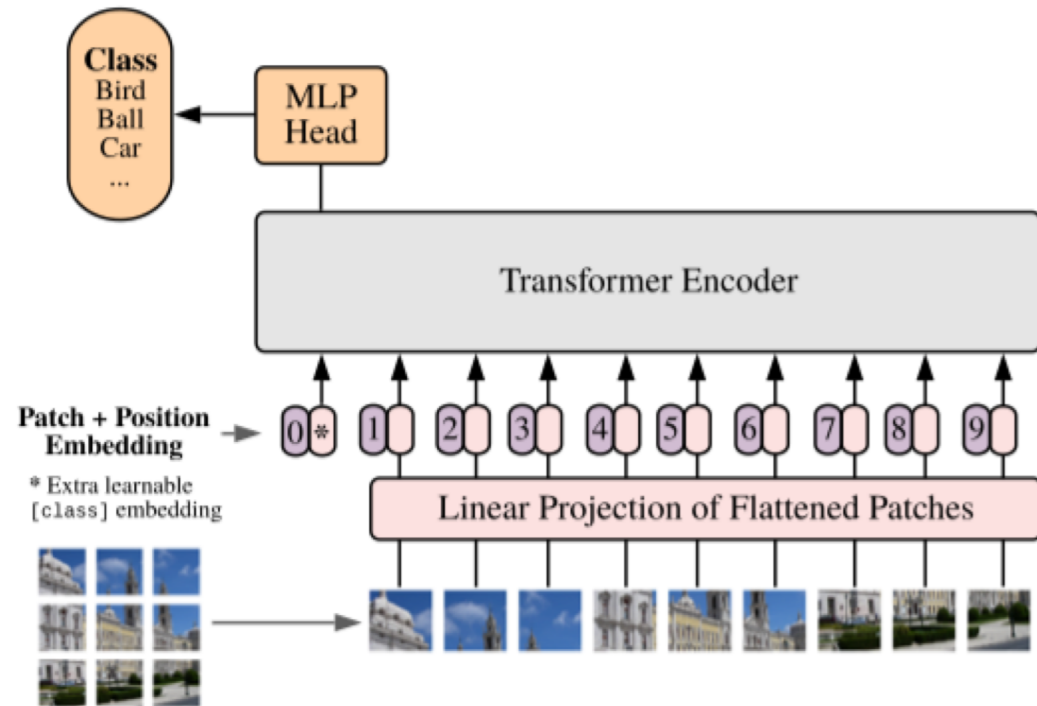 Class
Bird
Ball
Car
...
MLP
Head
Transformer Encoder
Patch + Position
Embedding
0 * 1 2 3 4 5 6 7 8 9
* Extra learnable
[class] embedding
Linear Projection of Flattened Patches